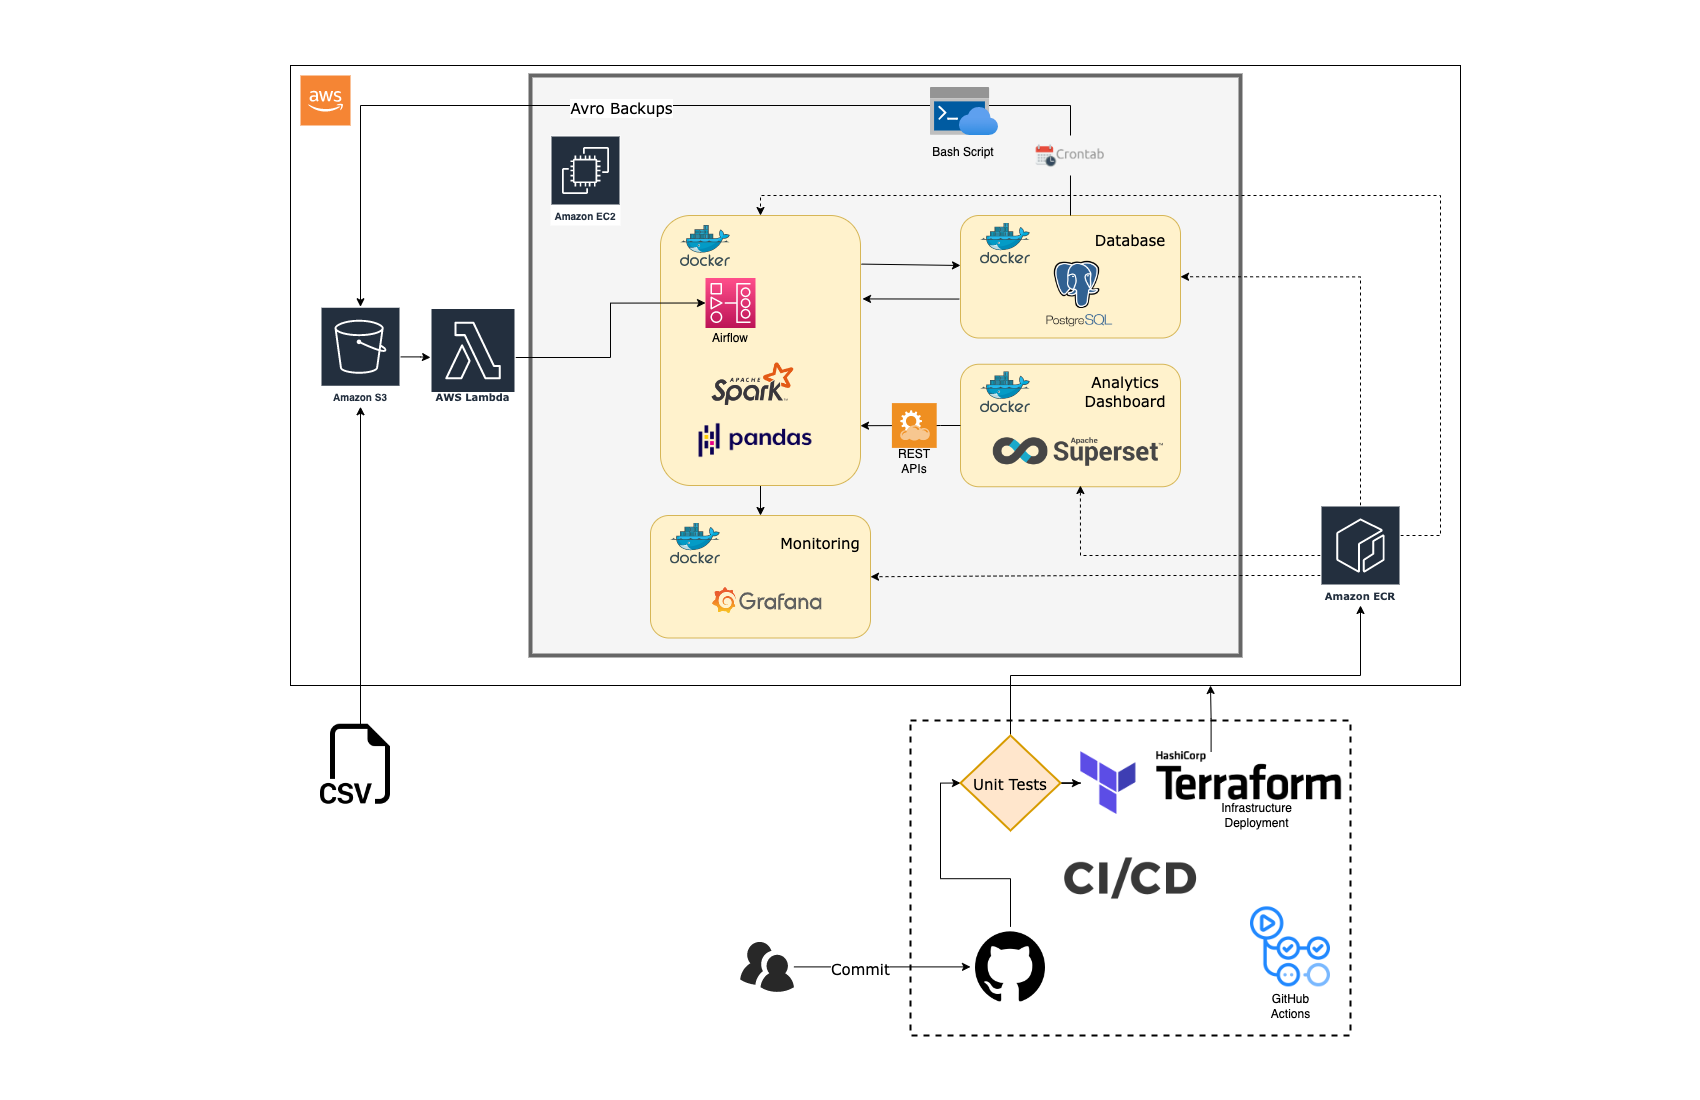 aws
Avro Backups
Bash Script
Crontab
Amazon EC2
docker
Airflow
APACHE
Spark
pandas
docker
Database
PostgreSQL
docker
Analytics
Dashboard
Apache
Superset™
REST
APIs
Amazon S3
AWS Lambda
docker
Monitoring
Grafana
Amazon ECR
CSV
Unit Tests
HashiCorp
Terraform
Infrastructure
Deployment
CI/CD
Commit
GitHub
Actions